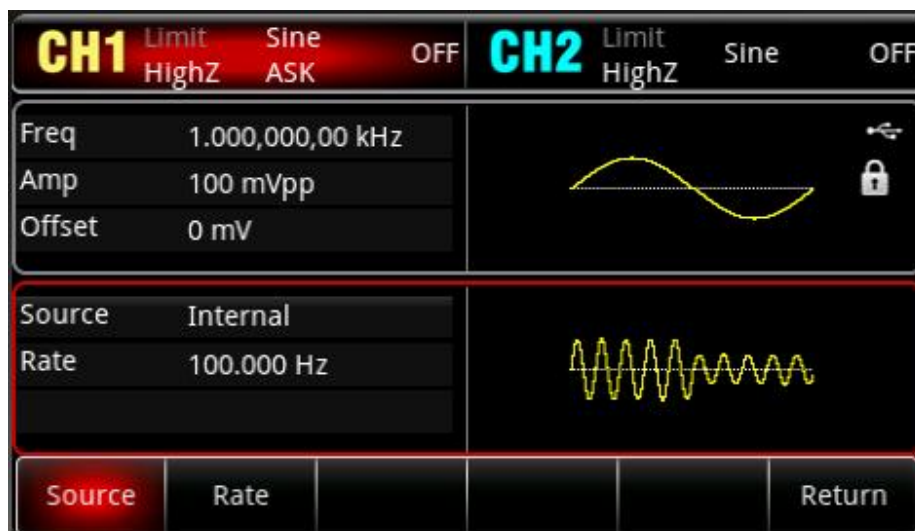 CH1 Limit Sine OFF CH2 Limit Sine OFF
HighZ ASK HighZ
Freq 1.000,000,00 kHz
Amp 100 mVpp
Offset 0 mV
Source Internal
Rate 100.000 Hz
Source Rate Return